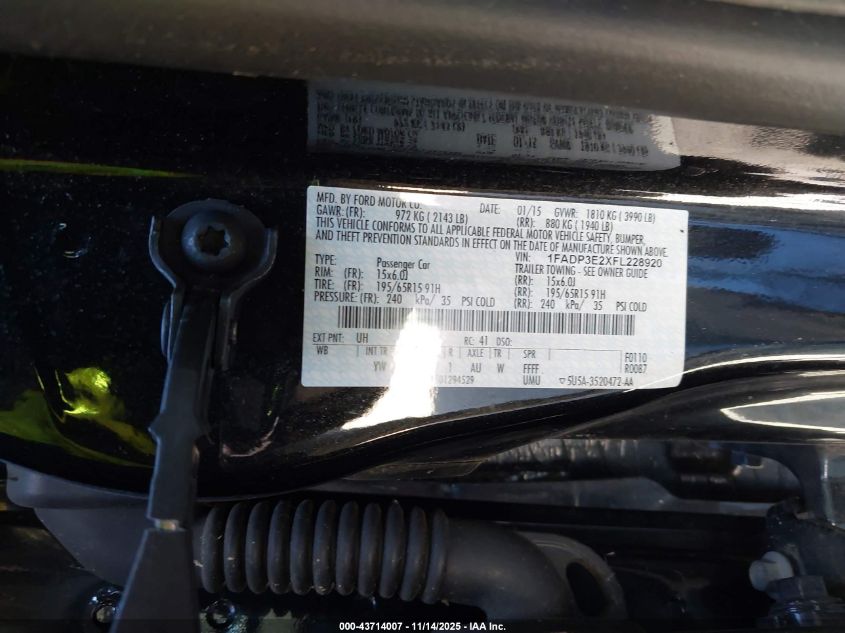 MFD. BY FORD MOTOR CO. DATE: 01/15 GVWR: 1810 KG ( 3990 LB)
GAWR: (FR): 972 KG ( 2143 LB) (RR): 880 KG ( 1940 LB)
THIS VEHICLE CONFORMS TO ALL APPLICABLE FEDERAL MOTOR VEHICLE SAFETY, BUMPER,
AND THEFT PREVENTION STANDARDS IN EFFECT ON THE DATE OF MANUFACTURE SHOWN ABOVE.
VIN: 1FADP3E2XFL228920
TYPE: Passenger Car TRAILER TOWING - SEE OWNER GUIDE
RIM: (FR): 15x6.0J (RR): 15x6.0J
TIRE: (FR): 195/65R15 91H (RR): 195/65R15 91H
PRESSURE: (FR): 240 kPa/ 35 PSI COLD (RR): 240 kPa/ 35 PSI COLD
EXT PNT: UH RC: 41 DSO:
WB INT TR R AXLE TR SPR F0110
YW 1 AU W FFFF R0087
01294529 UMU ▽5U5A-3520472-AA
000-43714007 - 11/14/2025 - IAA Inc.